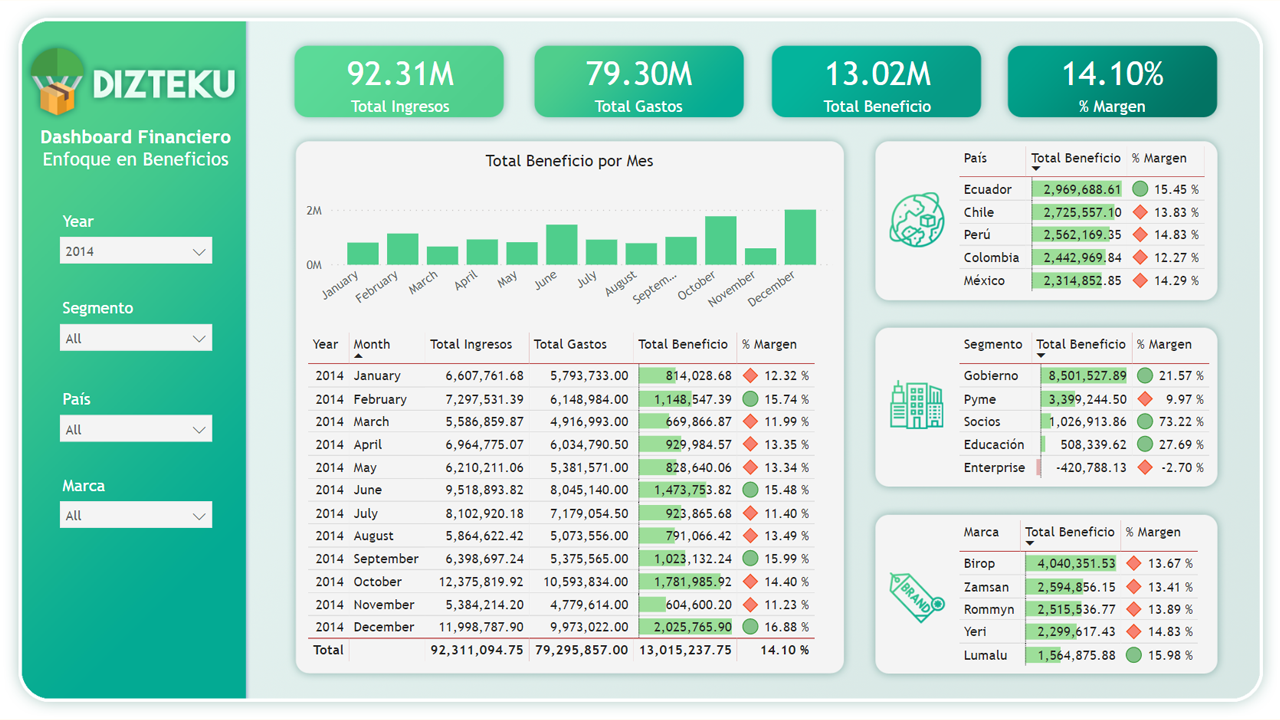 DIZTEKU
Dashboard Financiero
Enfoque en Beneficios
Year
2014
Segmento
All
País
All
Marca
All
92.31M
Total Ingresos
79.30M
Total Gastos
13.02M
Total Beneficio
14.10%
% Margen
Total Beneficio por Mes
2M
0M
January February March April May June July August Septem... October November December
Year Month Total Ingresos Total Gastos Total Beneficio % Margen
2014 January 6,607,761.68 5,793,733.00 814,028.68 12.32 %
2014 February 7,297,531.39 6,148,984.00 1,148,547.39 15.74 %
2014 March 5,586,859.87 4,916,993.00 669,866.87 11.99 %
2014 April 6,964,775.07 6,034,790.50 929,984.57 13.35 %
2014 May 6,210,211.06 5,381,571.00 828,640.06 13.34 %
2014 June 9,518,893.82 8,045,140.00 1,473,753.82 15.48 %
2014 July 8,102,920.18 7,179,054.50 923,865.68 11.40 %
2014 August 5,864,622.42 5,073,556.00 791,066.42 13.49 %
2014 September 6,398,697.24 5,375,565.00 1,023,132.24 15.99 %
2014 October 12,375,819.92 10,593,834.00 1,781,985.92 14.40 %
2014 November 5,384,214.20 4,779,614.00 604,600.20 11.23 %
2014 December 11,998,787.90 9,973,022.00 2,025,765.90 16.88 %
Total 92,311,094.75 79,295,857.00 13,015,237.75 14.10 %
País Total Beneficio % Margen
Ecuador 2,969,688.61 15.45 %
Chile 2,725,557.10 13.83 %
Perú 2,562,169.35 14.83 %
Colombia 2,442,969.84 12.27 %
México 2,314,852.85 14.29 %
Segmento Total Beneficio % Margen
Gobierno 8,501,527.89 21.57 %
Pyme 3,399,244.50 9.97 %
Socios 1,026,913.86 73.22 %
Educación 508,339.62 27.69 %
Enterprise -420,788.13 -2.70 %
BRAND
Marca Total Beneficio % Margen
Birop 4,040,351.53 13.67 %
Zamsan 2,594,856.15 13.41 %
Rommyn 2,515,536.77 13.89 %
Yeri 2,299,617.43 14.83 %
Lumalu 1,564,875.88 15.98 %